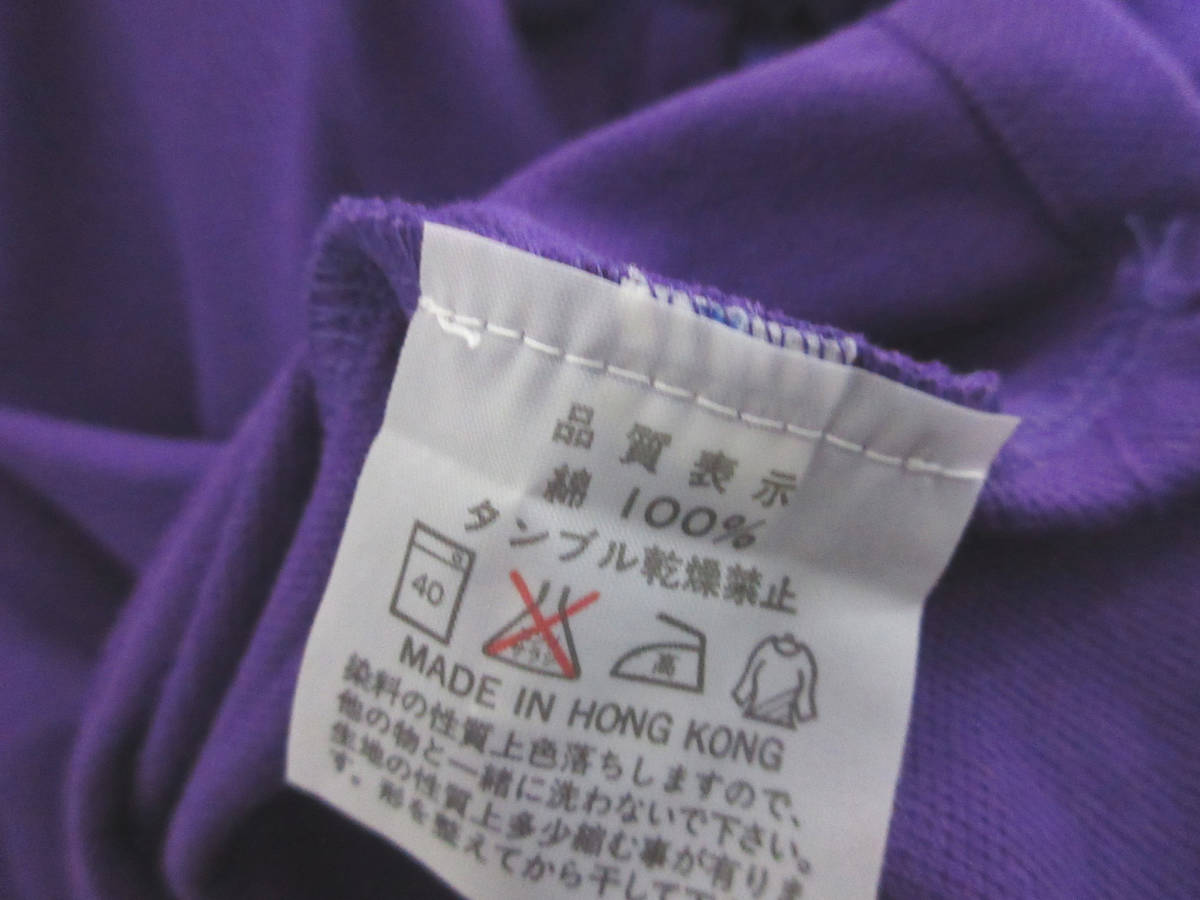 品質表示
綿 100%
タンブル乾燥禁止
40
高
MADE IN HONG KONG
染料の性質上色落ちしますので、
他の物と一緒に洗わないで下さい。
生地の性質上多少縮む事が有りま
す。形を整えてから干して下